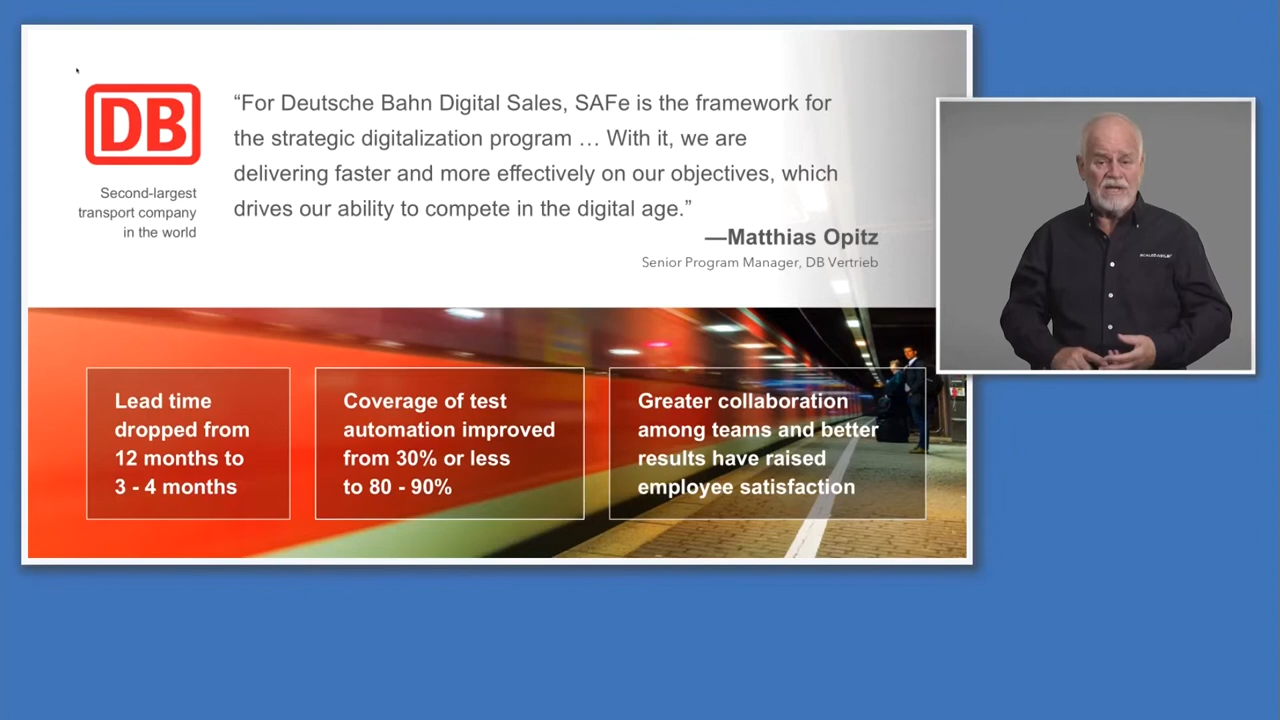 DB
Second-largest
transport company
in the world
“For Deutsche Bahn Digital Sales, SAFe is the framework for
the strategic digitalization program … With it, we are
delivering faster and more effectively on our objectives, which
drives our ability to compete in the digital age.”
—Matthias Opitz
Senior Program Manager, DB Vertrieb
Lead time
dropped from
12 months to
3 - 4 months
Coverage of test
automation improved
from 30% or less
to 80 - 90%
Greater collaboration
among teams and better
results have raised
employee satisfaction